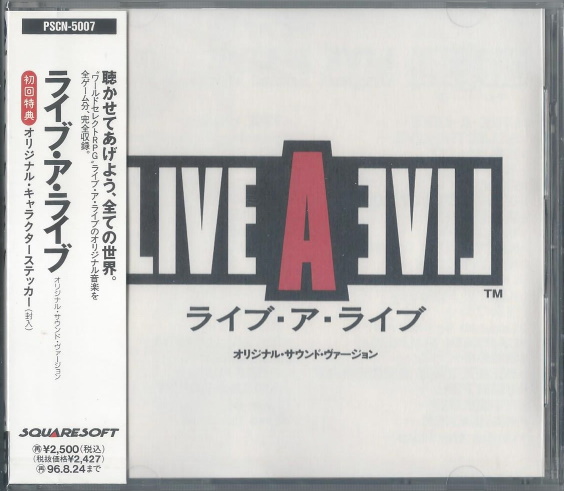 PSCN-5007
聴かせてあげよう、全ての世界。
“ワールドセレクトRPG”ライブ・ア・ライブのオリジナル音楽を
全ゲーム分、完全収録。
ライブ・ア・ライブ
オリジナル・サウンド・ヴァージョン
初回特典
オリジナル・キャラクターステッカー(封入)
SQUARESOFT
再¥2,500(税込)
(税抜価格¥2,427)
再96.8.24まで
LIVE A EVIL
TM
ライブ・ア・ライブ
オリジナル・サウンド・ヴァージョン